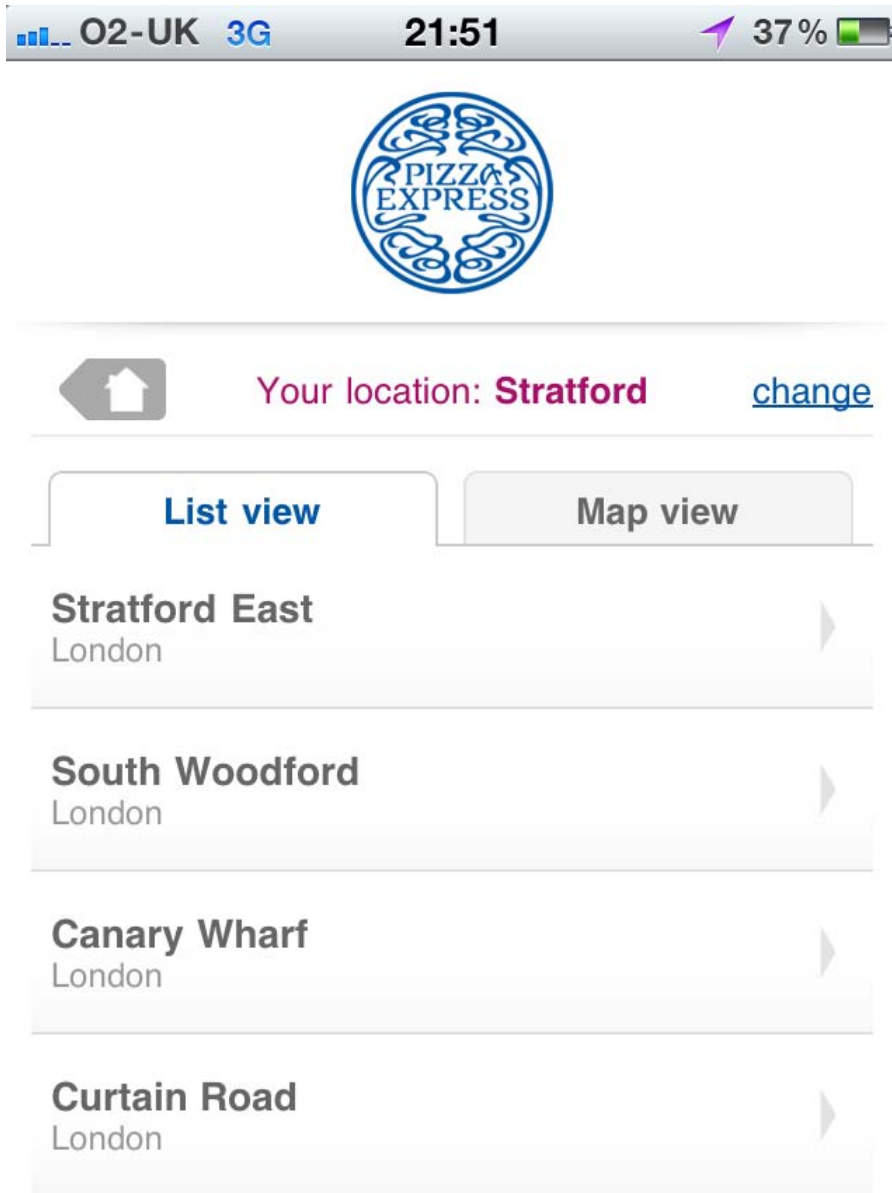 O2-UK 3G 21:51 37%
PIZZA
EXPRESS
Your location: Stratford change
List view Map view
Stratford East
London
South Woodford
London
Canary Wharf
London
Curtain Road
London